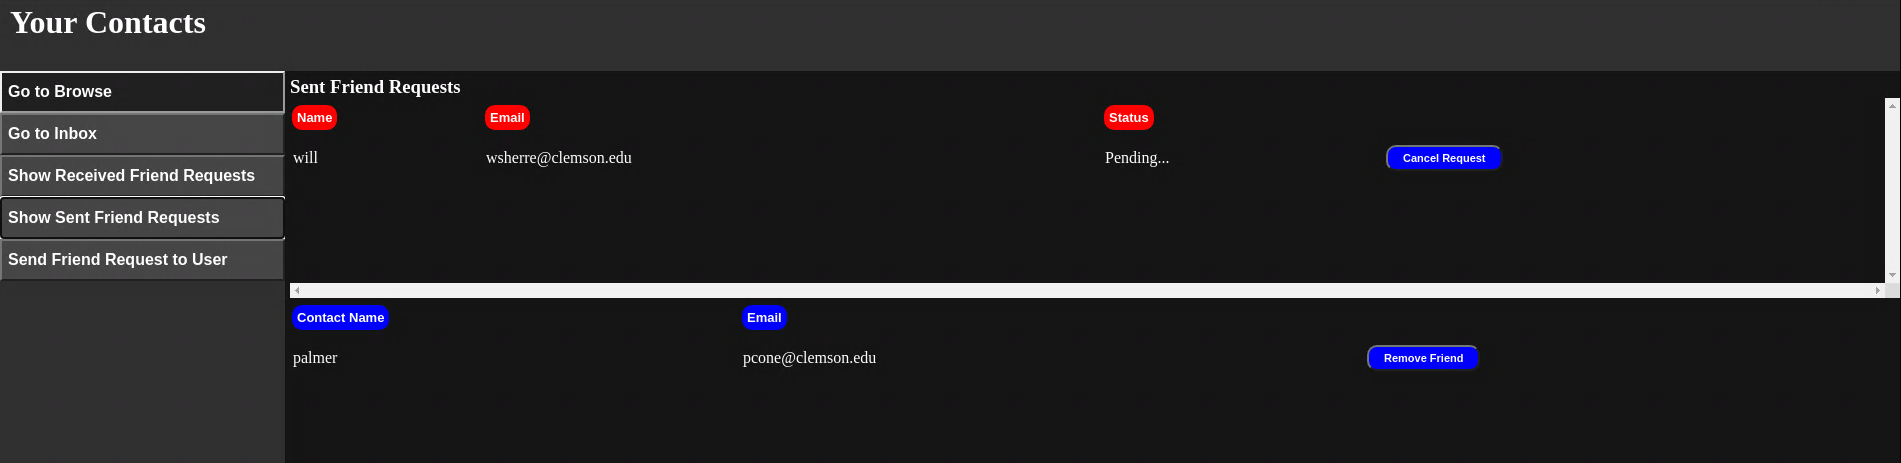 Your Contacts
Go to Browse
Go to Inbox
Show Received Friend Requests
Show Sent Friend Requests
Send Friend Request to User
Sent Friend Requests
Name Email Status
will wsherre@clemson.edu Pending... Cancel Request
Contact Name Email
palmer pcone@clemson.edu Remove Friend